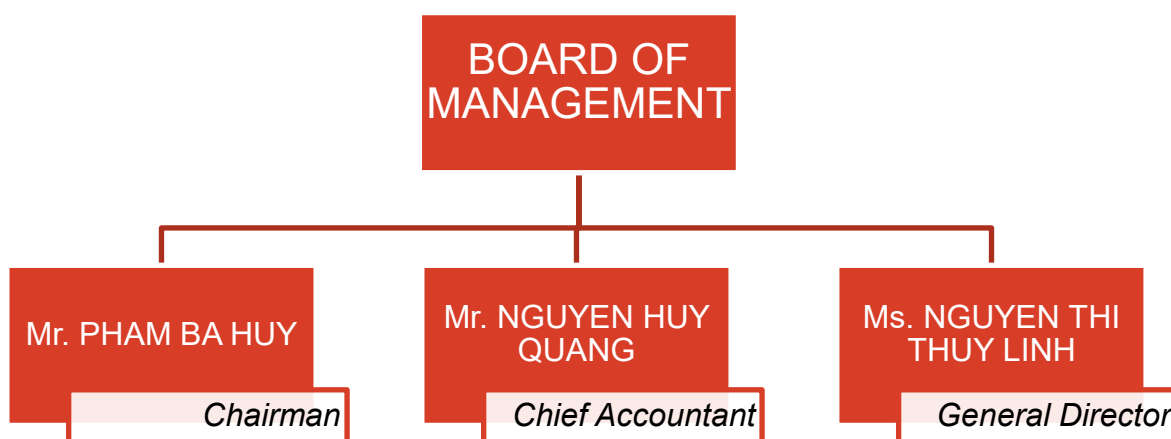 BOARD OF
MANAGEMENT
Mr. PHAM BA HUY
Chairman
Mr. NGUYEN HUY
QUANG
Chief Accountant
Ms. NGUYEN THI
THUY LINH
General Director